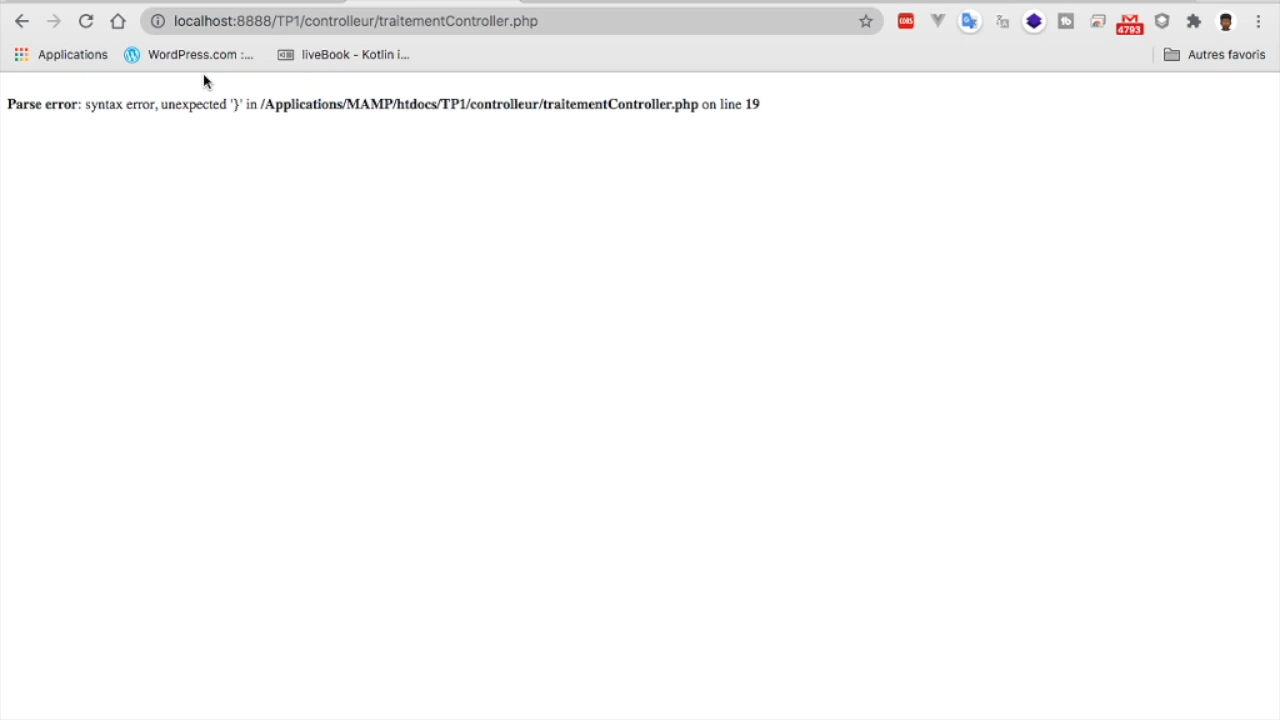 localhost:8888/TP1/controlleur/traitementController.php
CORS
4793
Applications
WordPress.com :...
liveBook - Kotlin i...
Autres favoris
Parse error: syntax error, unexpected '}' in /Applications/MAMP/htdocs/TP1/controlleur/traitementController.php on line 19